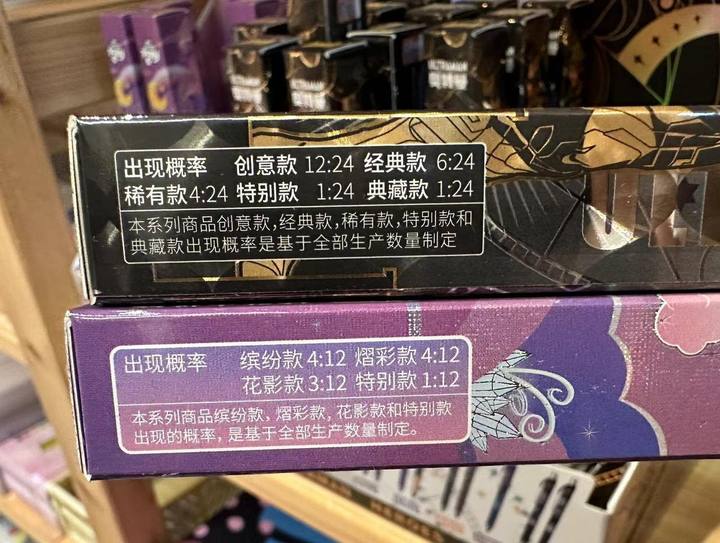 出现概率 创意款 12:24 经典款 6:24
稀有款4:24 特别款 1:24 典藏款 1:24
本系列商品创意款,经典款,稀有款,特别款和
典藏款出现概率是基于全部生产数量制定
出现概率 缤纷款4:12 熠彩款4:12
花影款3:12 特别款1:12
本系列商品缤纷款, 熠彩款, 花影款和特别款
出现的概率, 是基于全部生产数量制定。